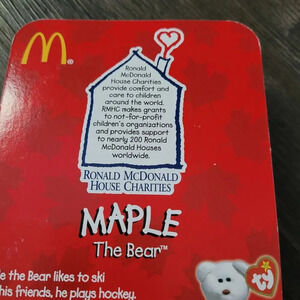 Ronald
McDonald
House Charities
provide comfort and
care to children
around the world.
RMHC makes grants
to not-for-profit
children's organizations
and provides support
to nearly 200 Ronald
McDonald Houses
worldwide.
RONALD MCDONALD
HOUSE CHARITIES
MAPLE
The Bear™
the Bear likes to ski
his friends, he plays hockey.
ty